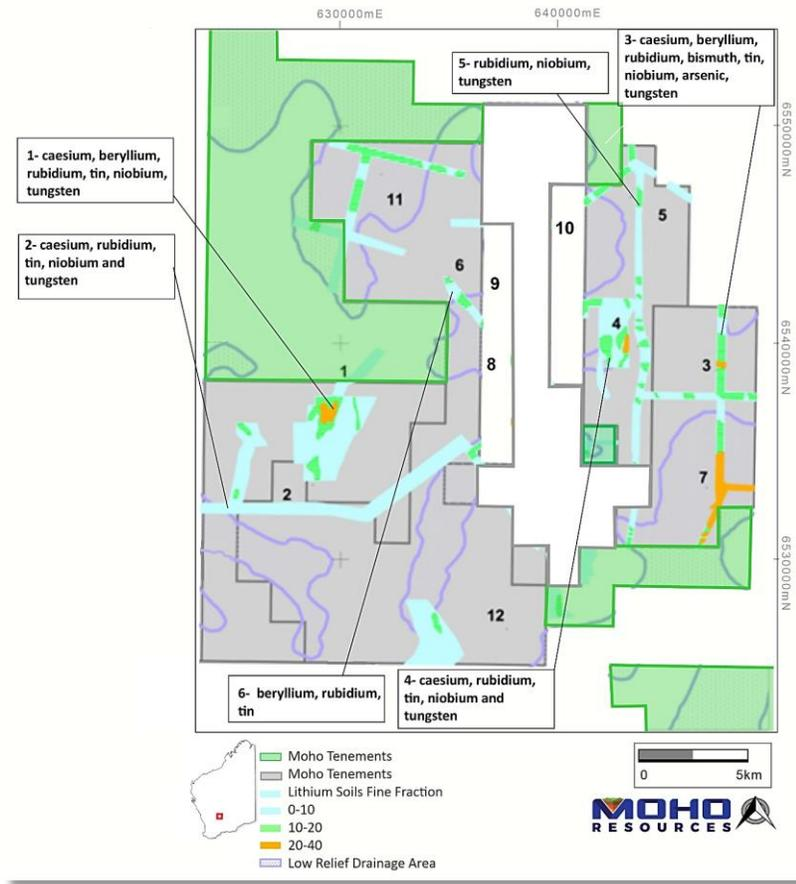 630000mE
640000mE
3- caesium, beryllium,
rubidium, bismuth, tin,
niobium, arsenic,
tungsten
5- rubidium, niobium,
tungsten
6550000mN
1- caesium, beryllium,
rubidium, tin, niobium,
tungsten
11
10
5
2- caesium, rubidium,
tin, niobium and
tungsten
6
9
4
6540000mN
1
8
3
2
7
6530000mN
12
6- beryllium, rubidium,
tin
4- caesium, rubidium,
tin, niobium and
tungsten
Moho Tenements
Moho Tenements
Lithium Soils Fine Fraction
0-10
10-20
20-40
Low Relief Drainage Area
0 5km
MOHO
RESOURCES